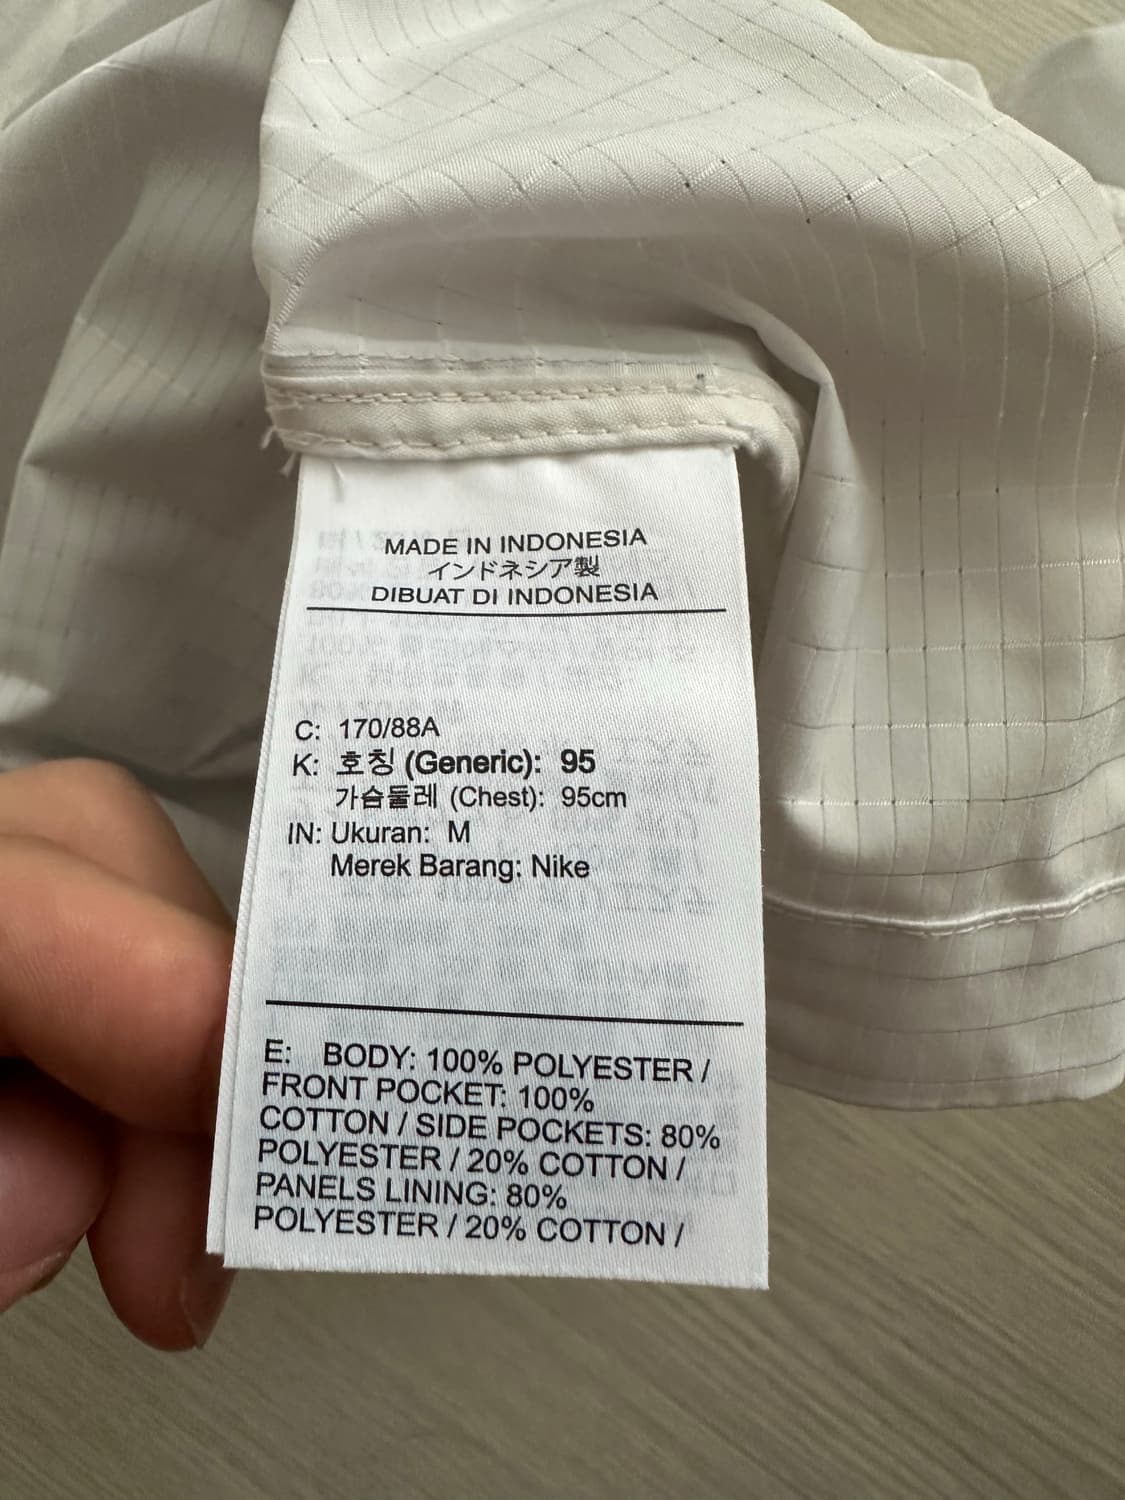 MADE IN INDONESIA
インドネシア製
DIBUAT DI INDONESIA
C: 170/88A
K: 호칭 (Generic): 95
가슴둘레 (Chest): 95cm
IN: Ukuran: M
Merek Barang: Nike
E: BODY: 100% POLYESTER /
FRONT POCKET: 100%
COTTON / SIDE POCKETS: 80%
POLYESTER / 20% COTTON /
PANELS LINING: 80%
POLYESTER / 20% COTTON /